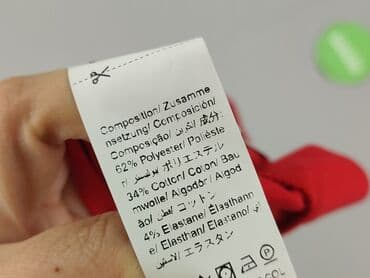 Composition/ Zusamme
nsetzung/ Composición/
Composição/ التكوين/ 成分:
62% Polyester/ Poliéste
r/ بوليستر/ ポリエステル
34% Cotton/ Coton/ Bau
mwolle/ Algodón/ Algod
ão/ قطن/ コットン
4% Elastane/ Élasthann
e/ Elasthan/ Elastano/ إي
لاستين/ エラスタン